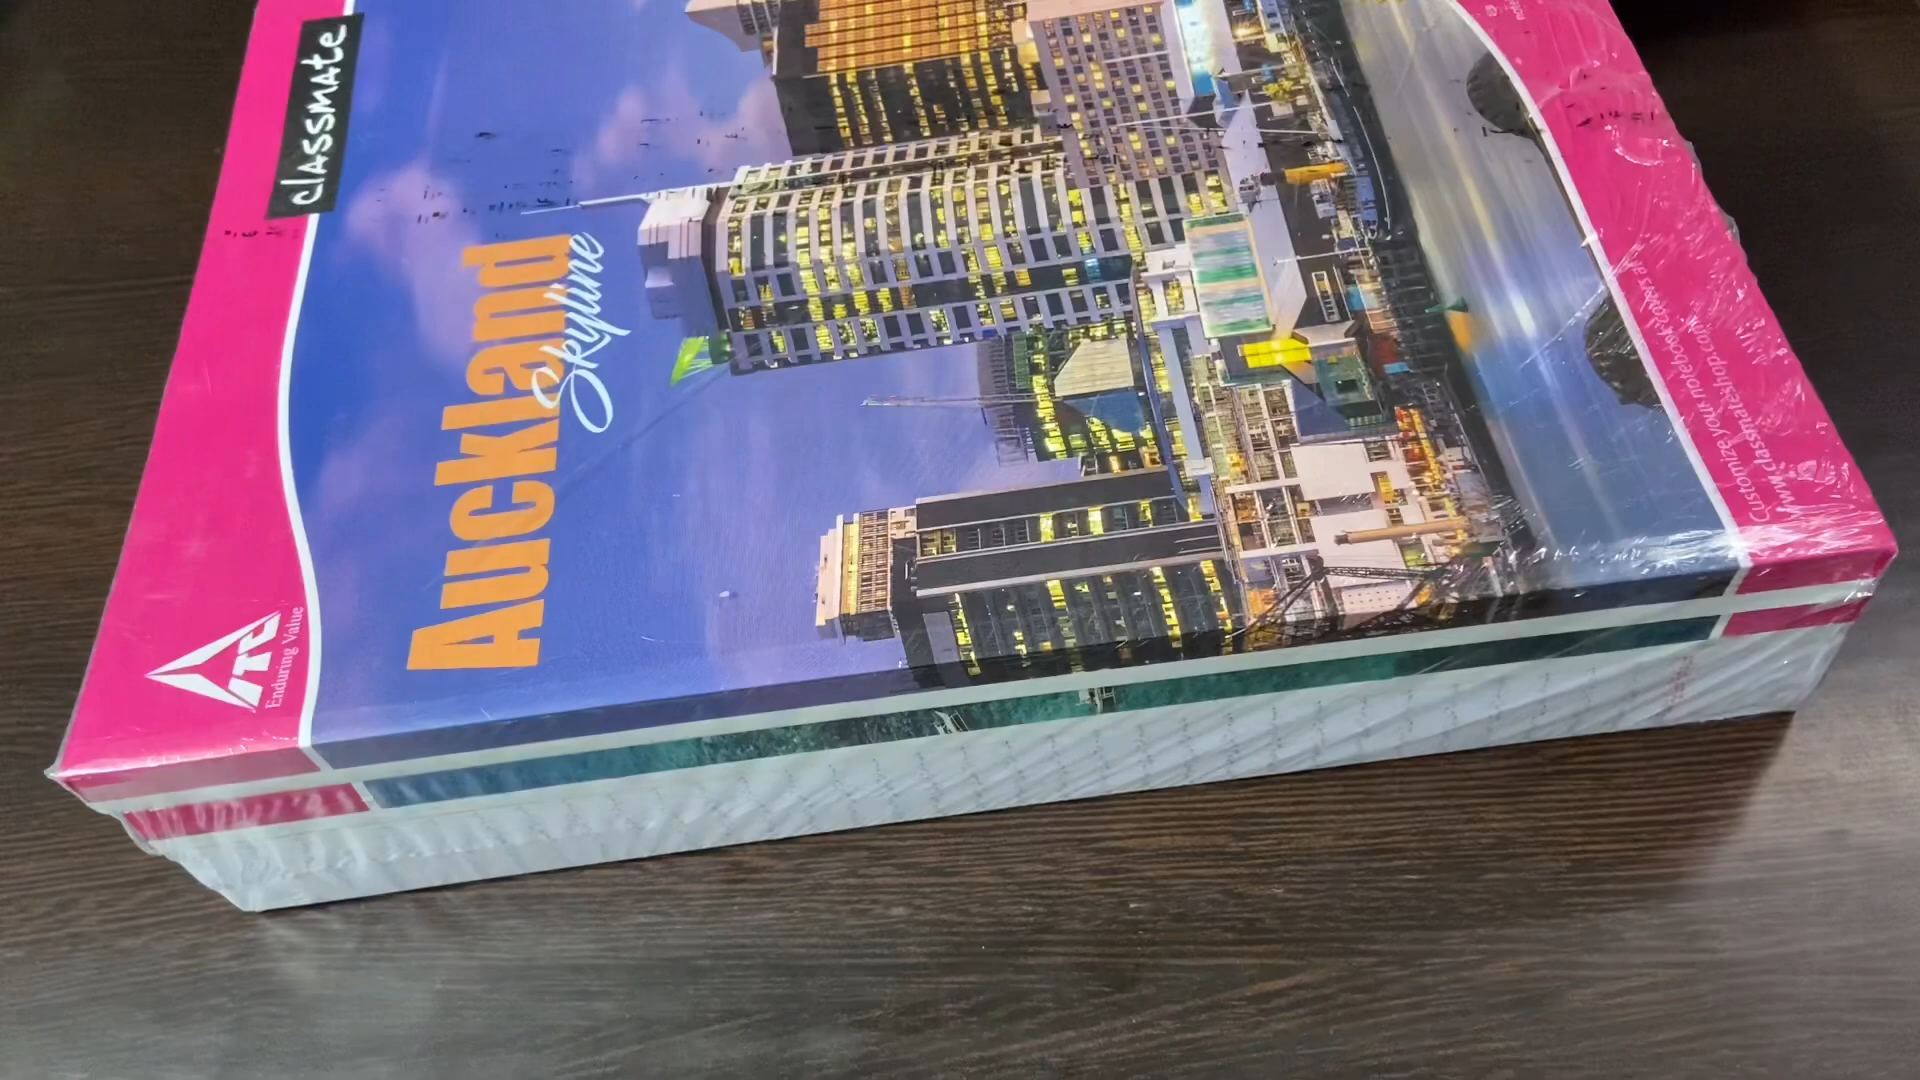 classmate
Auckland
Skyline
ITC
Enduring Value
Customize your notebook covers at
www.classmateshop.com